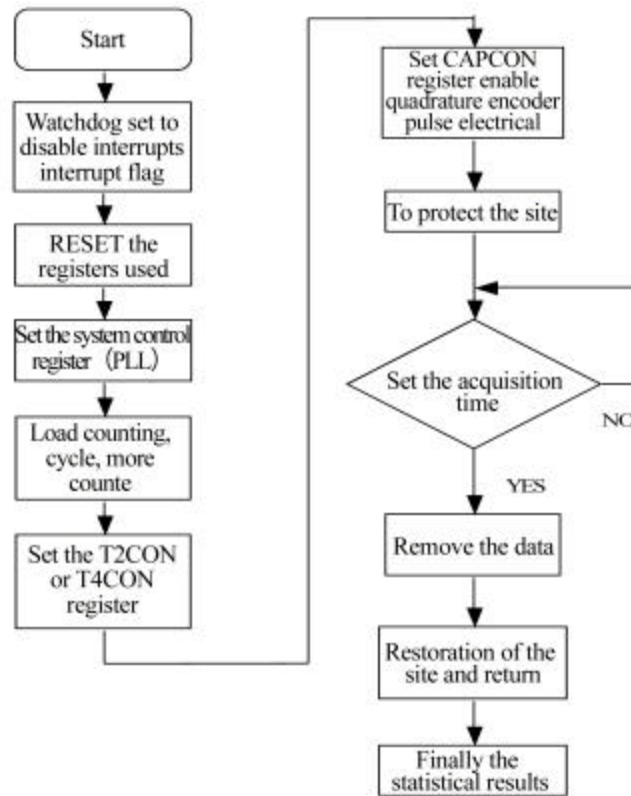 Start
Watchdog set to
disable interrupts
interrupt flag
RESET the
registers used
Set the system control
register（PLL）
Load counting,
cycle, more
counte
Set the T2CON
or T4CON
register
Set CAPCON
register enable
quadrature encoder
pulse electrical
To protect the site
Set the acquisition
time
NO
YES
Remove the data
Restoration of the
site and return
Finally the
statistical results